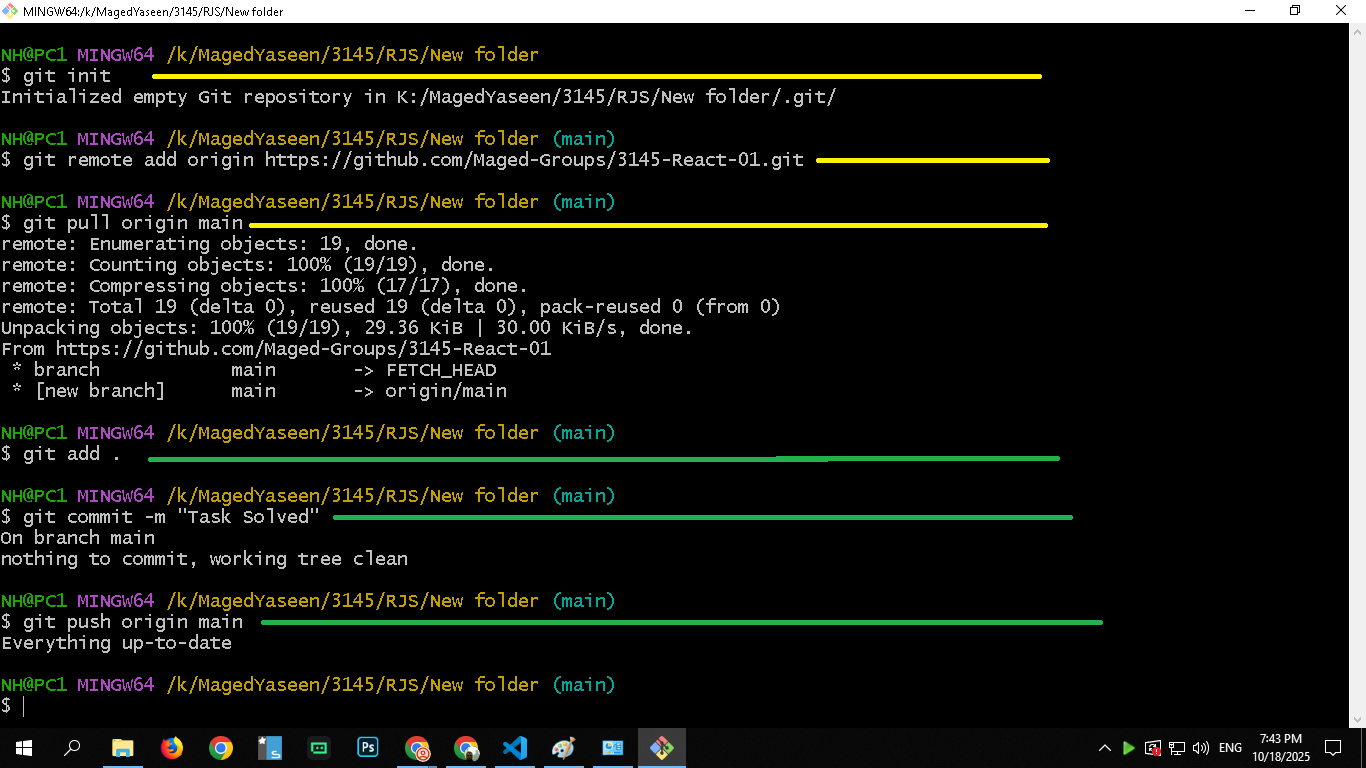 MINGW64:/k/MagedYaseen/3145/RJS/New folder
NH@PC1 MINGW64 /k/MagedYaseen/3145/RJS/New folder
$ git init
Initialized empty Git repository in K:/MagedYaseen/3145/RJS/New folder/.git/
NH@PC1 MINGW64 /k/MagedYaseen/3145/RJS/New folder (main)
$ git remote add origin https://github.com/Maged-Groups/3145-React-01.git
NH@PC1 MINGW64 /k/MagedYaseen/3145/RJS/New folder (main)
$ git pull origin main
remote: Enumerating objects: 19, done.
remote: Counting objects: 100% (19/19), done.
remote: Compressing objects: 100% (17/17), done.
remote: Total 19 (delta 0), reused 19 (delta 0), pack-reused 0 (from 0)
Unpacking objects: 100% (19/19), 29.36 KiB | 30.00 KiB/s, done.
From https://github.com/Maged-Groups/3145-React-01
 * branch            main       -> FETCH_HEAD
 * [new branch]      main       -> origin/main
NH@PC1 MINGW64 /k/MagedYaseen/3145/RJS/New folder (main)
$ git add .
NH@PC1 MINGW64 /k/MagedYaseen/3145/RJS/New folder (main)
$ git commit -m "Task Solved"
On branch main
nothing to commit, working tree clean
NH@PC1 MINGW64 /k/MagedYaseen/3145/RJS/New folder (main)
$ git push origin main
Everything up-to-date
NH@PC1 MINGW64 /k/MagedYaseen/3145/RJS/New folder (main)
$
S
Ps
ENG
7:43 PM
10/18/2025